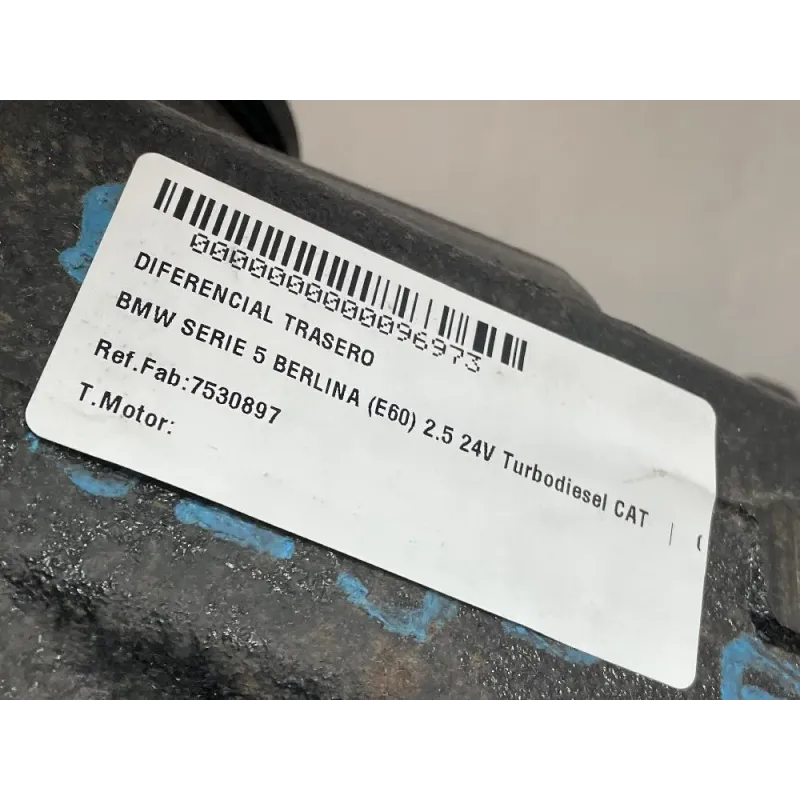 0000000000096973
DIFERENCIAL TRASERO
BMW SERIE 5 BERLINA (E60) 2.5 24V Turbodiesel CAT | (
Ref.Fab:7530897
T.Motor: